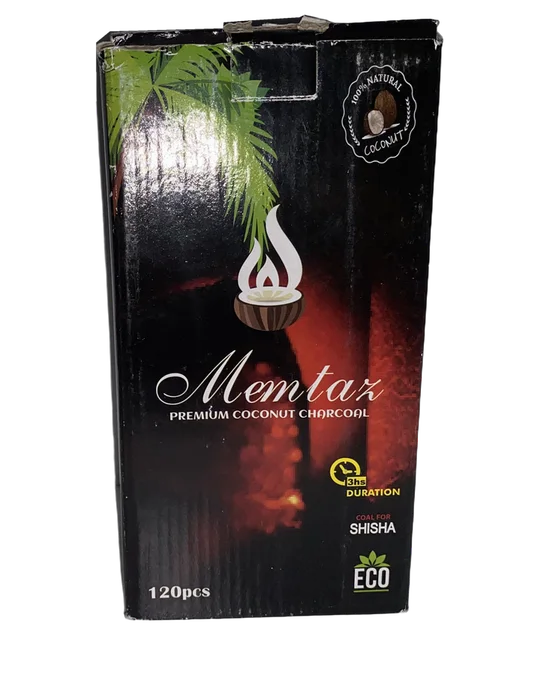 100% NATURAL
COCONUT
Memtaz
PREMIUM COCONUT CHARCOAL
3hs
DURATION
COAL FOR
SHISHA
ECO
120pcs